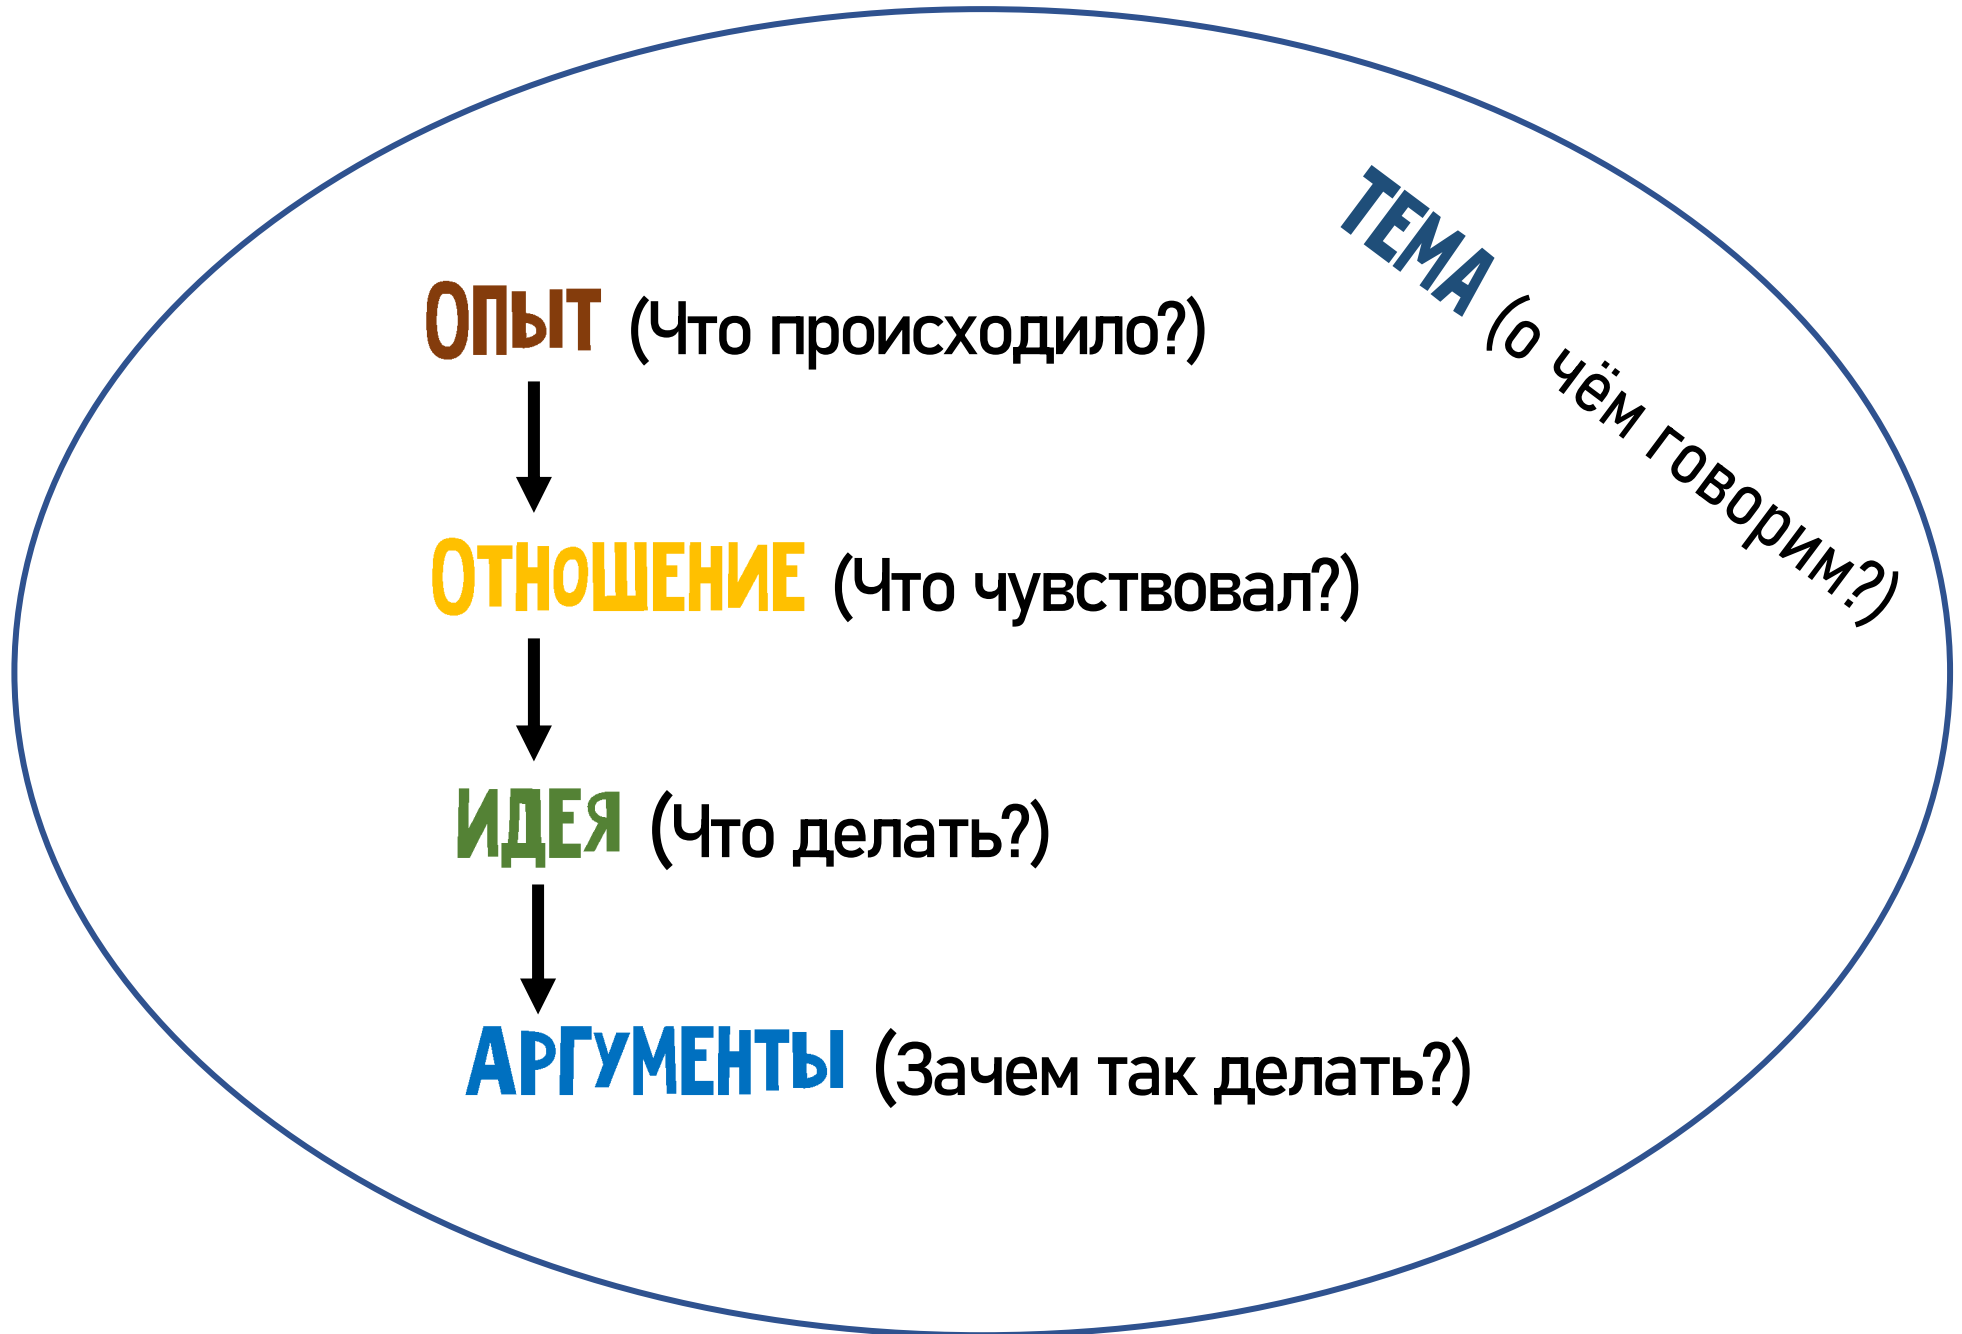 ТЕМА (о чём говорим?)
ОПЫТ (Что происходило?)
ОТНОШЕНИЕ (Что чувствовал?)
ИДЕЯ (Что делать?)
АРГУМЕНТЫ (Зачем так делать?)